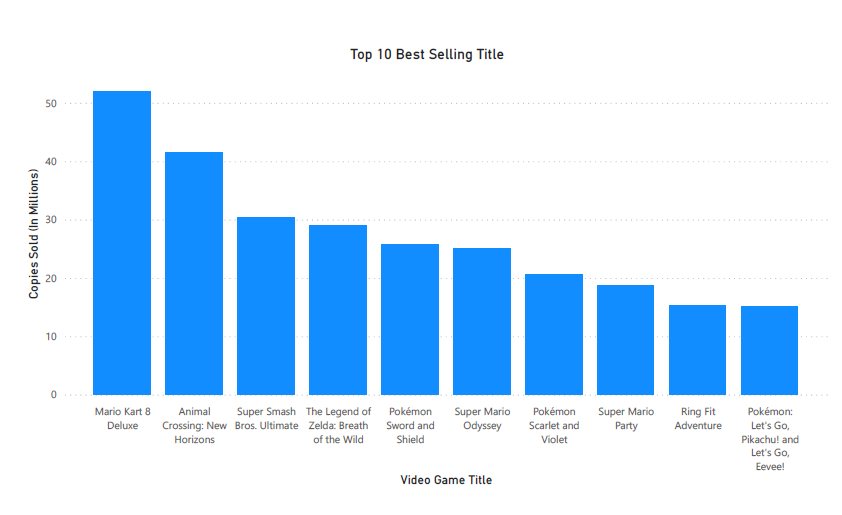 Top 10 Best Selling Title
Copies Sold (In Millions)
50
40
30
20
10
0
Mario Kart 8
Deluxe
Animal
Crossing: New
Horizons
Super Smash
Bros. Ultimate
The Legend of
Zelda: Breath
of the Wild
Pokémon
Sword and
Shield
Super Mario
Odyssey
Pokémon
Scarlet and
Violet
Super Mario
Party
Ring Fit
Adventure
Pokémon:
Let's Go,
Pikachu! and
Let's Go,
Eevee!
Video Game Title